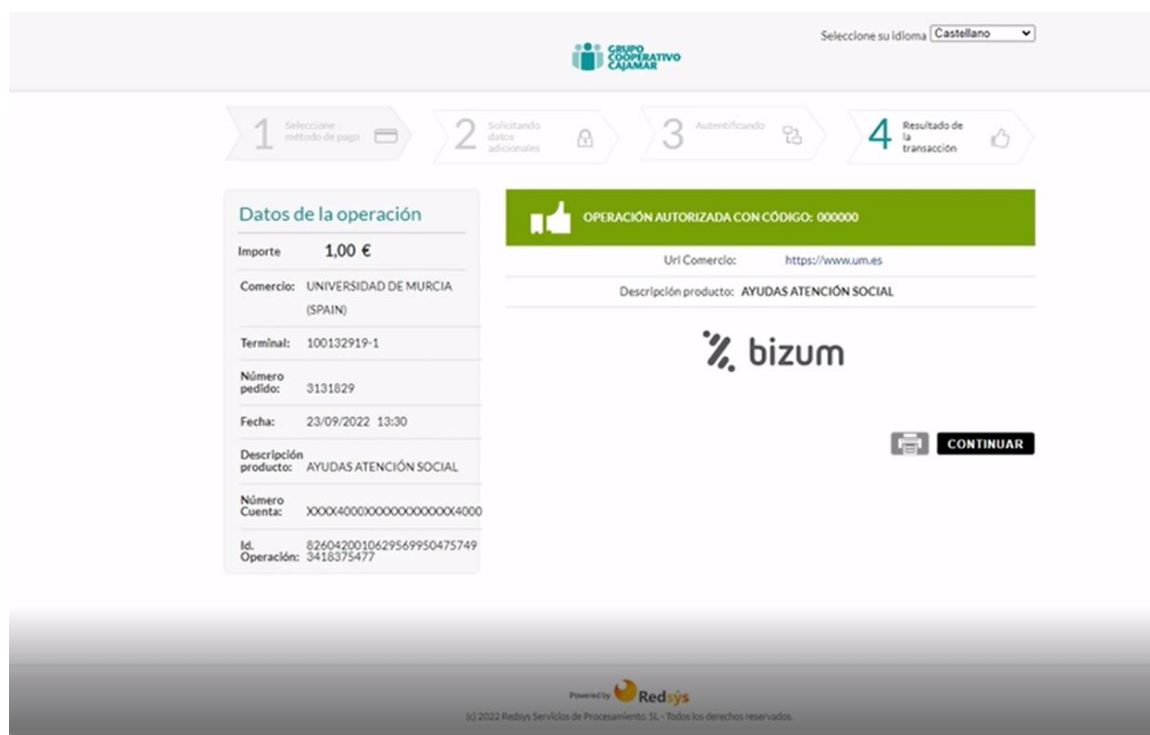 Seleccione su idioma Castellano
GRUPO
COOPERATIVO
CAJAMAR
1 Seleccione
método de pago
2 Solicitando
datos
adicionales
3 Autentificando
4 Resultado de
la
transacción
Datos de la operación
Importe 1,00 €
Comercio: UNIVERSIDAD DE MURCIA
(SPAIN)
Terminal: 100132919-1
Número
pedido: 3131829
Fecha: 23/09/2022 13:30
Descripción
producto: AYUDAS ATENCIÓN SOCIAL
Número
Cuenta: XXXX4000XXXXXXXXXXXX4000
Id.
Operación: 8260420010629569950475749
3418375477
OPERACIÓN AUTORIZADA CON CÓDIGO: 000000
Url Comercio: https://www.um.es
Descripción producto: AYUDAS ATENCIÓN SOCIAL
bizum
CONTINUAR
Powered by Redsýs
(c) 2022 Redsys Servicios de Procesamiento. SL - Todos los derechos reservados.